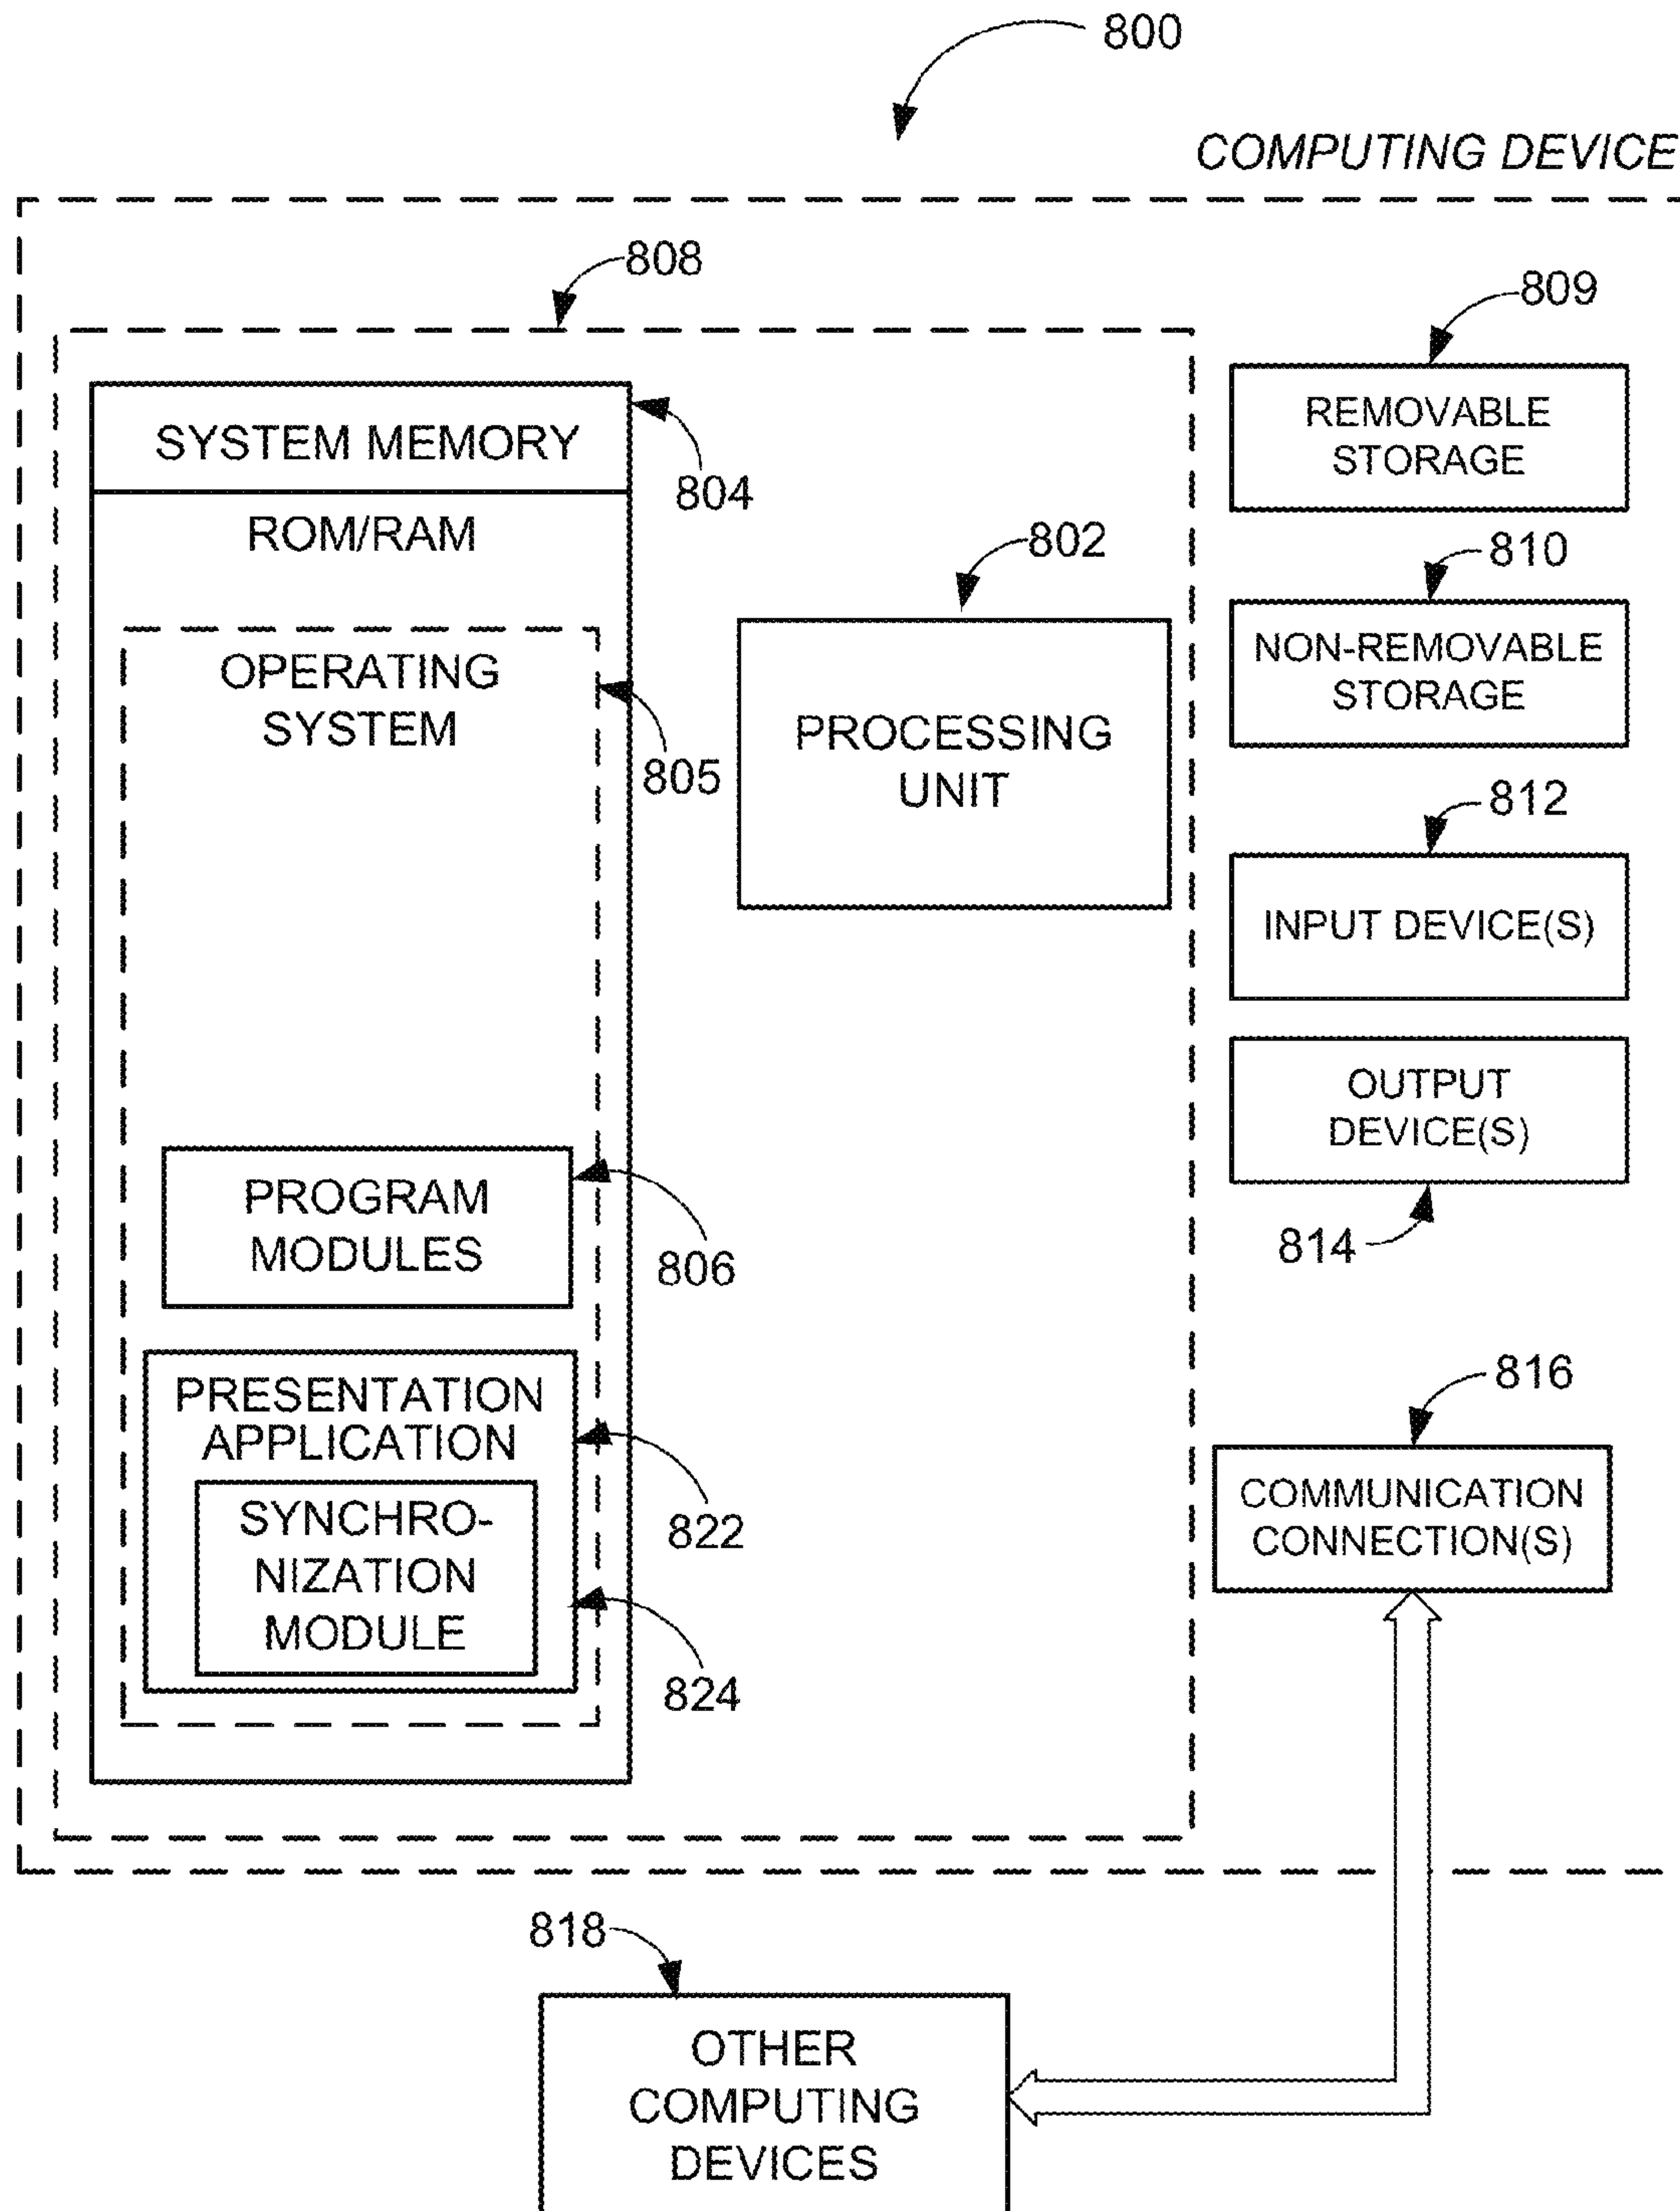 800
COMPUTING DEVICE
808
809
SYSTEM MEMORY
804
ROM/RAM
REMOVABLE
STORAGE
802
810
OPERATING
SYSTEM
805
PROCESSING
UNIT
NON-REMOVABLE
STORAGE
812
INPUT DEVICE(S)
OUTPUT
DEVICE(S)
814
PROGRAM
MODULES
806
PRESENTATION
APPLICATION
822
SYNCHRO-
NIZATION
MODULE
824
816
COMMUNICATION
CONNECTION(S)
818
OTHER
COMPUTING
DEVICES